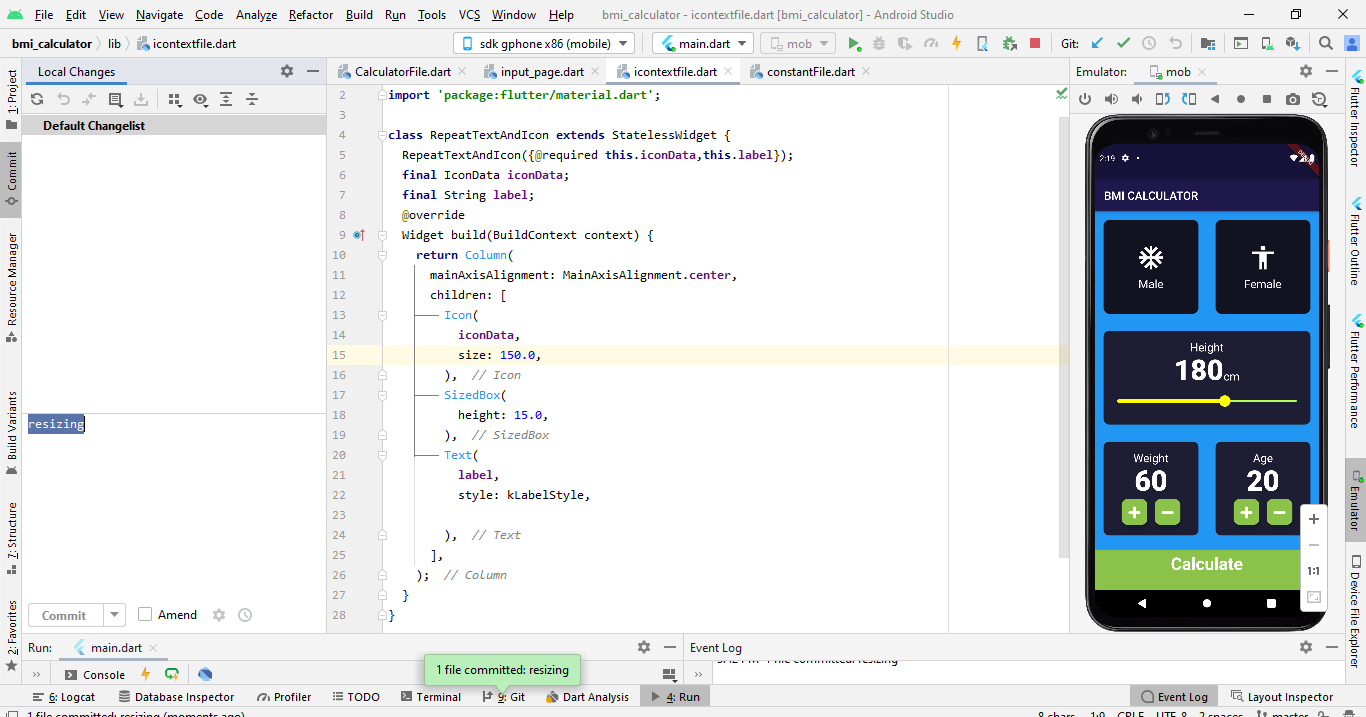 File Edit View Navigate Code Analyze Refactor Build Run Tools VCS Window Help bmi_calculator - icontextfile.dart [bmi_calculator] - Android Studio
bmi_calculator lib icontextfile.dart sdk gphone x86 (mobile) main.dart mob Git:
Local Changes CalculatorFile.dart input_page.dart icontextfile.dart constantFile.dart Emulator: mob
Default Changelist
resizing
Commit Amend
1: Project
Commit
Resource Manager
Build Variants
7: Structure
2: Favorites
2 import 'package:flutter/material.dart';
3
4 class RepeatTextAndIcon extends StatelessWidget {
5 RepeatTextAndIcon({@required this.iconData,this.label});
6 final IconData iconData;
7 final String label;
8 @override
9 Widget build(BuildContext context) {
10 return Column(
11 mainAxisAlignment: MainAxisAlignment.center,
12 children: [
13 Icon(
14 iconData,
15 size: 150.0,
16 ), // Icon
17 SizedBox(
18 height: 15.0,
19 ), // SizedBox
20 Text(
21 label,
22 style: kLabelStyle,
23
24 ), // Text
25 ],
26 ); // Column
27 }
28 }
2:19
BMI CALCULATOR
Male Female
Height
180cm
Weight Age
60 20
Calculate
1:1
Flutter Inspector
Flutter Outline
Flutter Performance
Emulator
Device File Explorer
Run: main.dart Event Log
Console
1 file committed: resizing
6: Logcat Database Inspector Profiler TODO Terminal 9: Git Dart Analysis 4: Run Event Log Layout Inspector
1 file committed: resizing (moments ago) 8 chars 1:9 CRLF UTF-8 2 spaces master